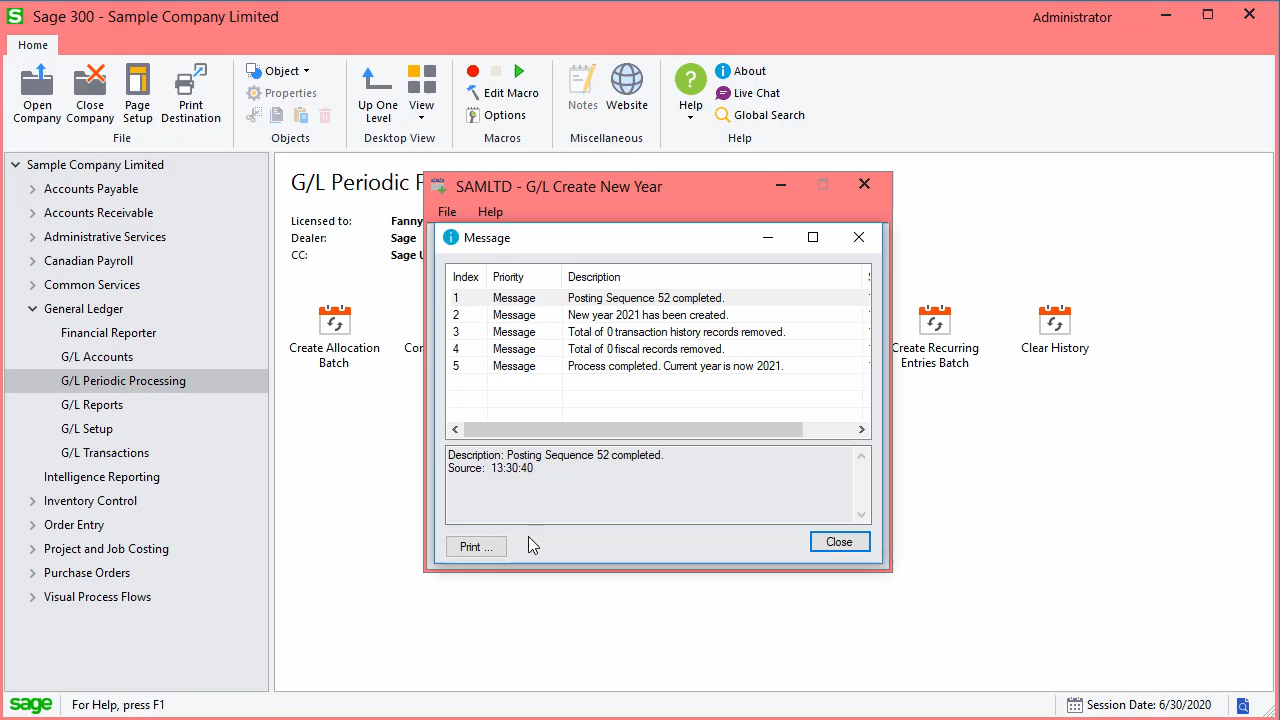 Sage 300 - Sample Company Limited
Administrator
Home
Open Company
Close Company
Page Setup
Print Destination
File
Object
Properties
Objects
Up One Level
View
Desktop View
Edit Macro
Options
Macros
Notes
Website
Miscellaneous
Help
About
Live Chat
Global Search
Help
Sample Company Limited
Accounts Payable
Accounts Receivable
Administrative Services
Canadian Payroll
Common Services
General Ledger
Financial Reporter
G/L Accounts
G/L Periodic Processing
G/L Reports
G/L Setup
G/L Transactions
Intelligence Reporting
Inventory Control
Order Entry
Project and Job Costing
Purchase Orders
Visual Process Flows
G/L Periodic
Licensed to: Fanny
Dealer: Sage
CC: Sage
Create Allocation
Batch
Create Recurring
Entries Batch
Clear History
SAMLTD - G/L Create New Year
File Help
Message
Index Priority Description
1 Message Posting Sequence 52 completed.
2 Message New year 2021 has been created.
3 Message Total of 0 transaction history records removed.
4 Message Total of 0 fiscal records removed.
5 Message Process completed. Current year is now 2021.
Description: Posting Sequence 52 completed.
Source: 13:30:40
Print ...
Close
sage
For Help, press F1
Session Date: 6/30/2020